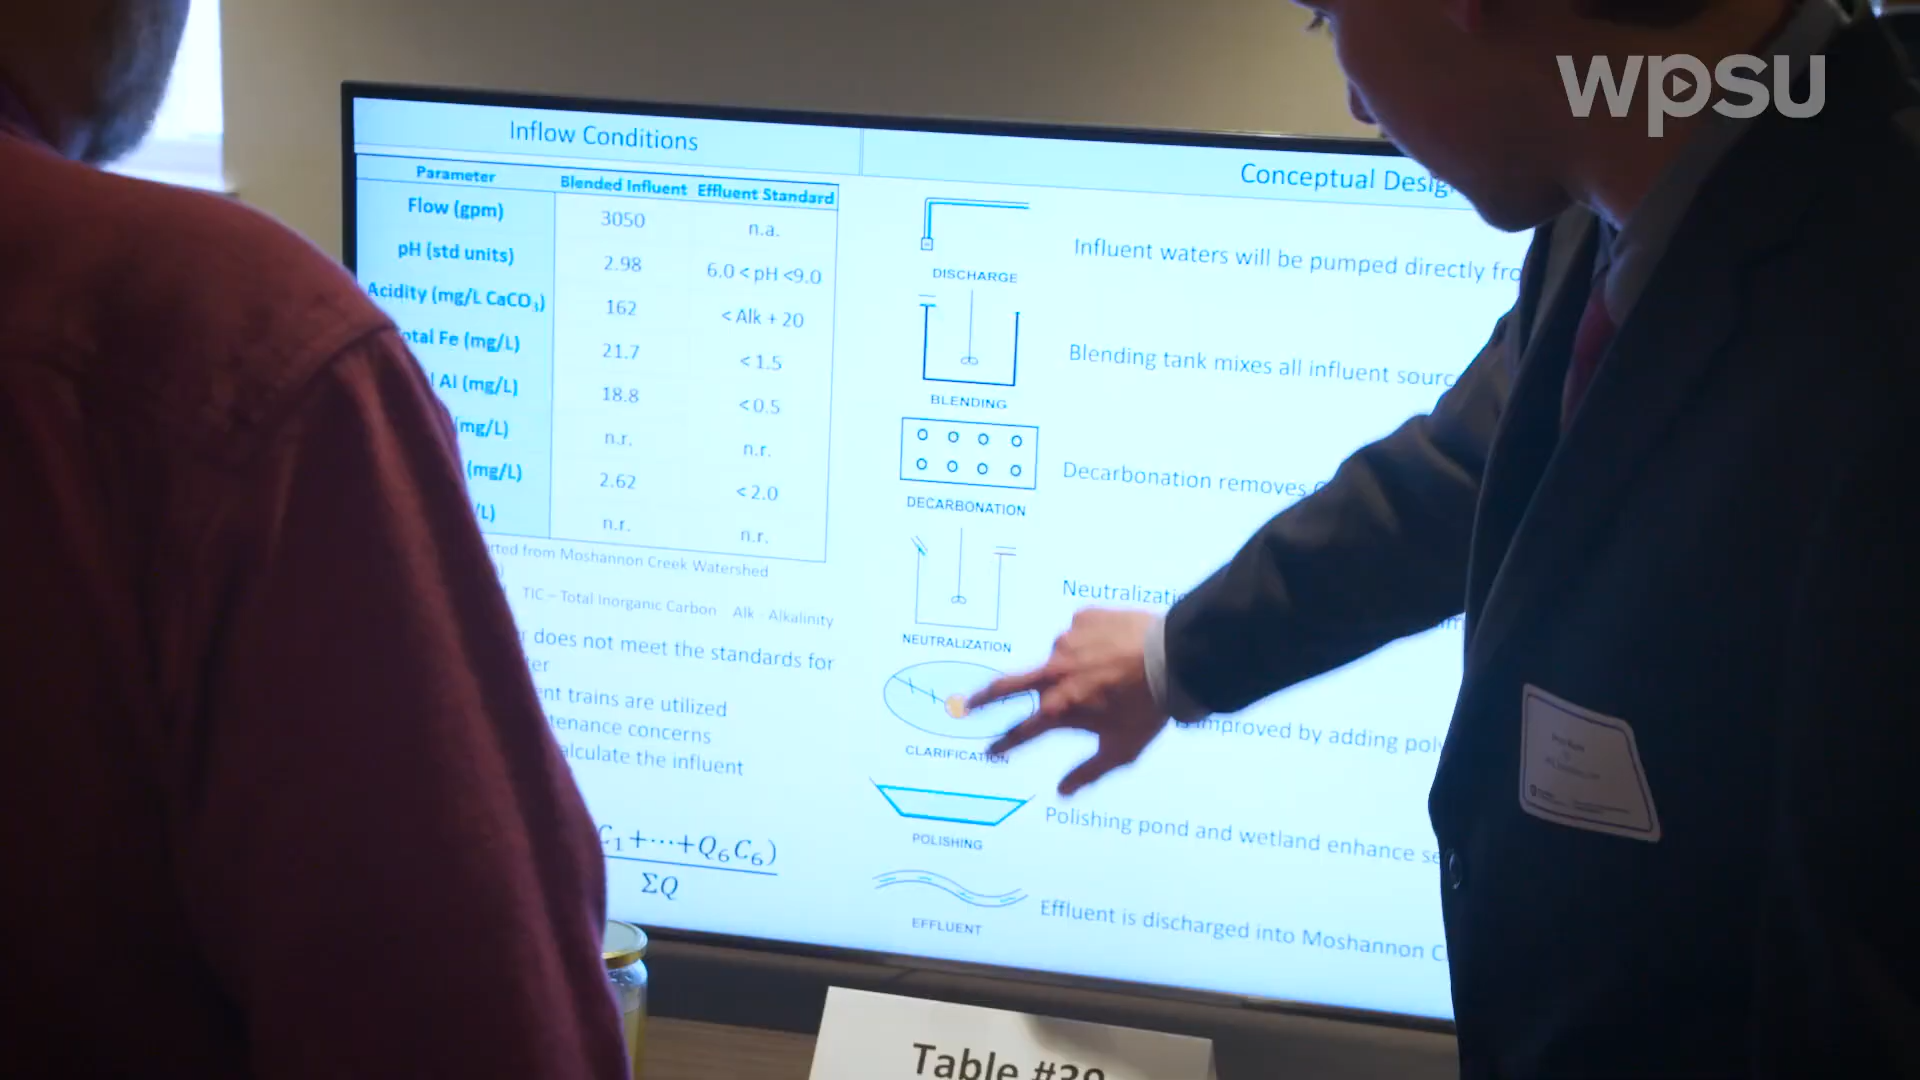 wpsu
Inflow Conditions
Conceptual Desig
Parameter Blended Influent Effluent Standard
Flow (gpm) 3050 n.a.
pH (std units) 2.98 6.0 < pH <9.0
Acidity (mg/L CaCO₃) 162 < Alk + 20
otal Fe (mg/L) 21.7 < 1.5
l Al (mg/L) 18.8 < 0.5
(mg/L) n.r. n.r.
(mg/L) 2.62 < 2.0
/L) n.r. n.r.
rted from Moshannon Creek Watershed
TIC – Total Inorganic Carbon Alk - Alkalinity
does not meet the standards for
ter
ent trains are utilized
tenance concerns
alculate the influent
C₁+⋯+Q₆C₆)
ΣQ
DISCHARGE
Influent waters will be pumped directly fro
BLENDING
Blending tank mixes all influent sourc
DECARBONATION
Decarbonation removes
NEUTRALIZATION
Neutralizati
CLARIFICATION
improved by adding poly
POLISHING
Polishing pond and wetland enhance se
EFFLUENT
Effluent is discharged into Moshannon C
Table #39